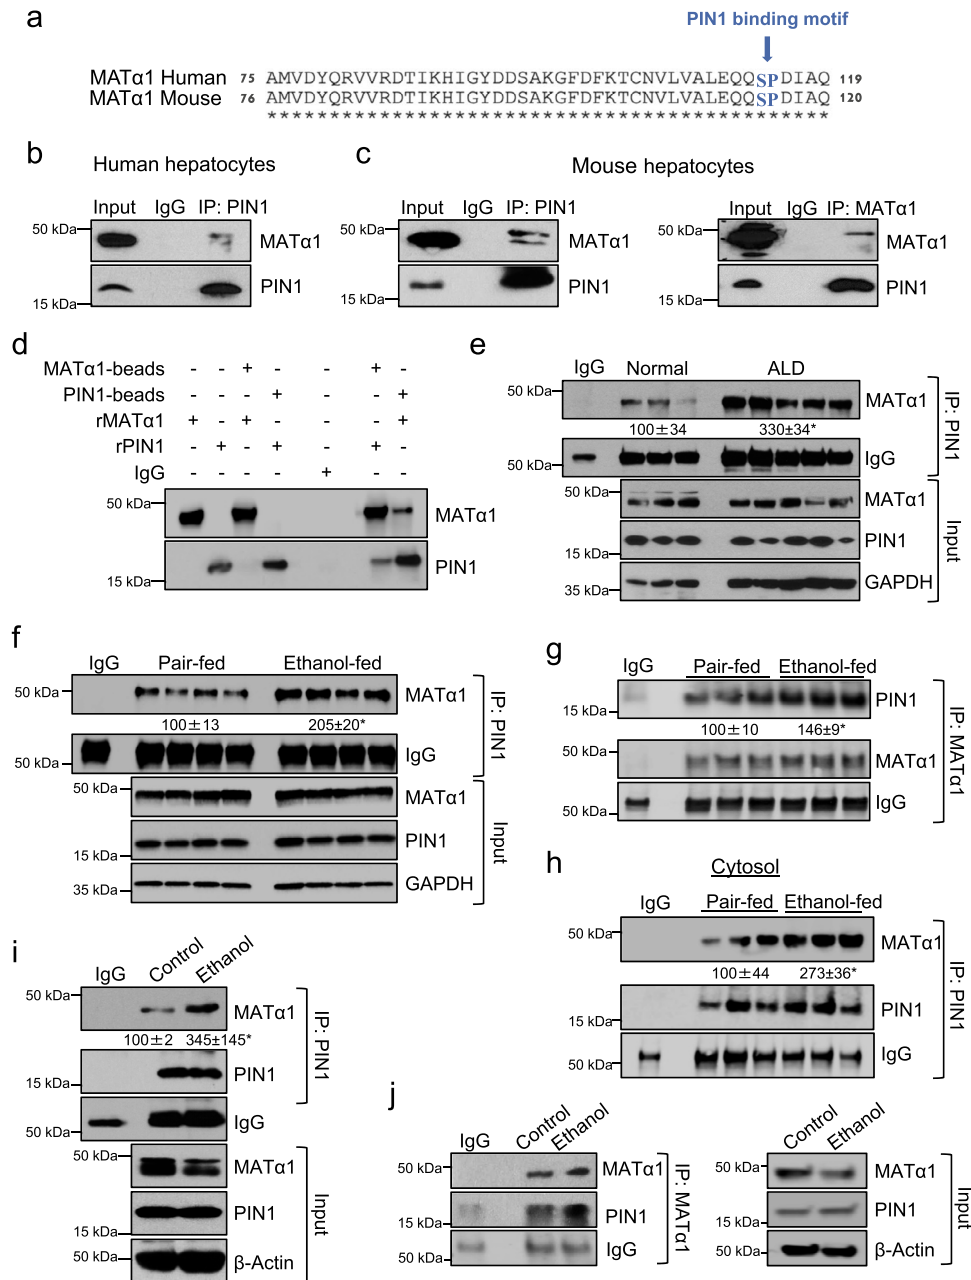 a
PIN1 binding motif
MATα1 Human 75 AMVDYQRVVRDTIKHIGYDDSAKGFDFKTCNVLVALEQQSPDIAQ 119
MATα1 Mouse 76 AMVDYQRVVRDTIKHIGYDDSAKGFDFKTCNVLVALEQQSPDIAQ 120
* * * * * * * * * * * * * * * * * * * * * * * * * * * * * * * * * * * * * * * * * * * * *
b
Human hepatocytes
Input IgG IP: PIN1
50 kDa MATα1
PIN1
15 kDa
c
Mouse hepatocytes
Input IgG IP: PIN1
50 kDa MATα1
PIN1
15 kDa
Input IgG IP: MATα1
50 kDa MATα1
PIN1
15 kDa
d
MATα1-beads - - + - - + -
PIN1-beads - - - + - - +
rMATα1 + - + - - - +
rPIN1 - + - + - + -
IgG - - - - + - -
50 kDa MATα1
PIN1
15 kDa
e
IgG Normal ALD
50 kDa MATα1
100±34 330±34*
50 kDa IgG
IP: PIN1
50 kDa MATα1
PIN1
15 kDa
35 kDa GAPDH
Input
f
IgG Pair-fed Ethanol-fed
50 kDa MATα1
100±13 205±20*
IgG
50 kDa
IP: PIN1
50 kDa MATα1
PIN1
15 kDa
35 kDa GAPDH
Input
g
IgG Pair-fed Ethanol-fed
PIN1
15 kDa
100±10 146±9*
50 kDa MATα1
50 kDa IgG
IP: MATα1
h
Cytosol
IgG Pair-fed Ethanol-fed
50 kDa MATα1
100±44 273±36*
PIN1
15 kDa
50 kDa IgG
IP: PIN1
i
IgG Control Ethanol
50 kDa MATα1
100±2 345±145*
PIN1
15 kDa
IP: PIN1
IgG
50 kDa
50 kDa MATα1
PIN1
15 kDa
50 kDa β-Actin
Input
j
IgG Control Ethanol
50 kDa MATα1
PIN1
15 kDa
50 kDa IgG
IP: MATα1
Control Ethanol
50 kDa MATα1
PIN1
15 kDa
50 kDa β-Actin
Input